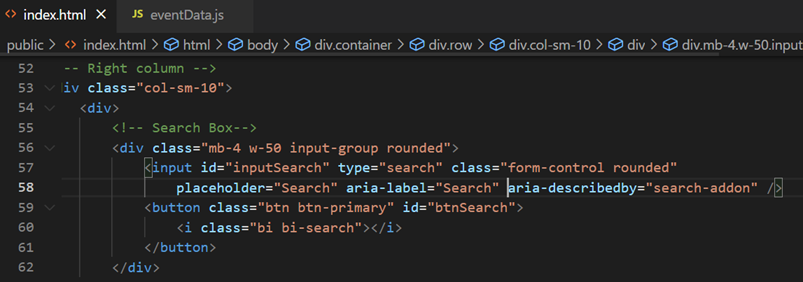 index.html × JS eventData.js
public > index.html > html > body > div.container > div.row > div.col-sm-10 > div > div.mb-4.w-50.input
52 -- Right column -->
53 iv class="col-sm-10">
54 <div>
55 <!-- Search Box-->
56 <div class="mb-4 w-50 input-group rounded">
57 <input id="inputSearch" type="search" class="form-control rounded"
58 placeholder="Search" aria-label="Search" aria-describedby="search-addon" />
59 <button class="btn btn-primary" id="btnSearch">
60 <i class="bi bi-search"></i>
61 </button>
62 </div>